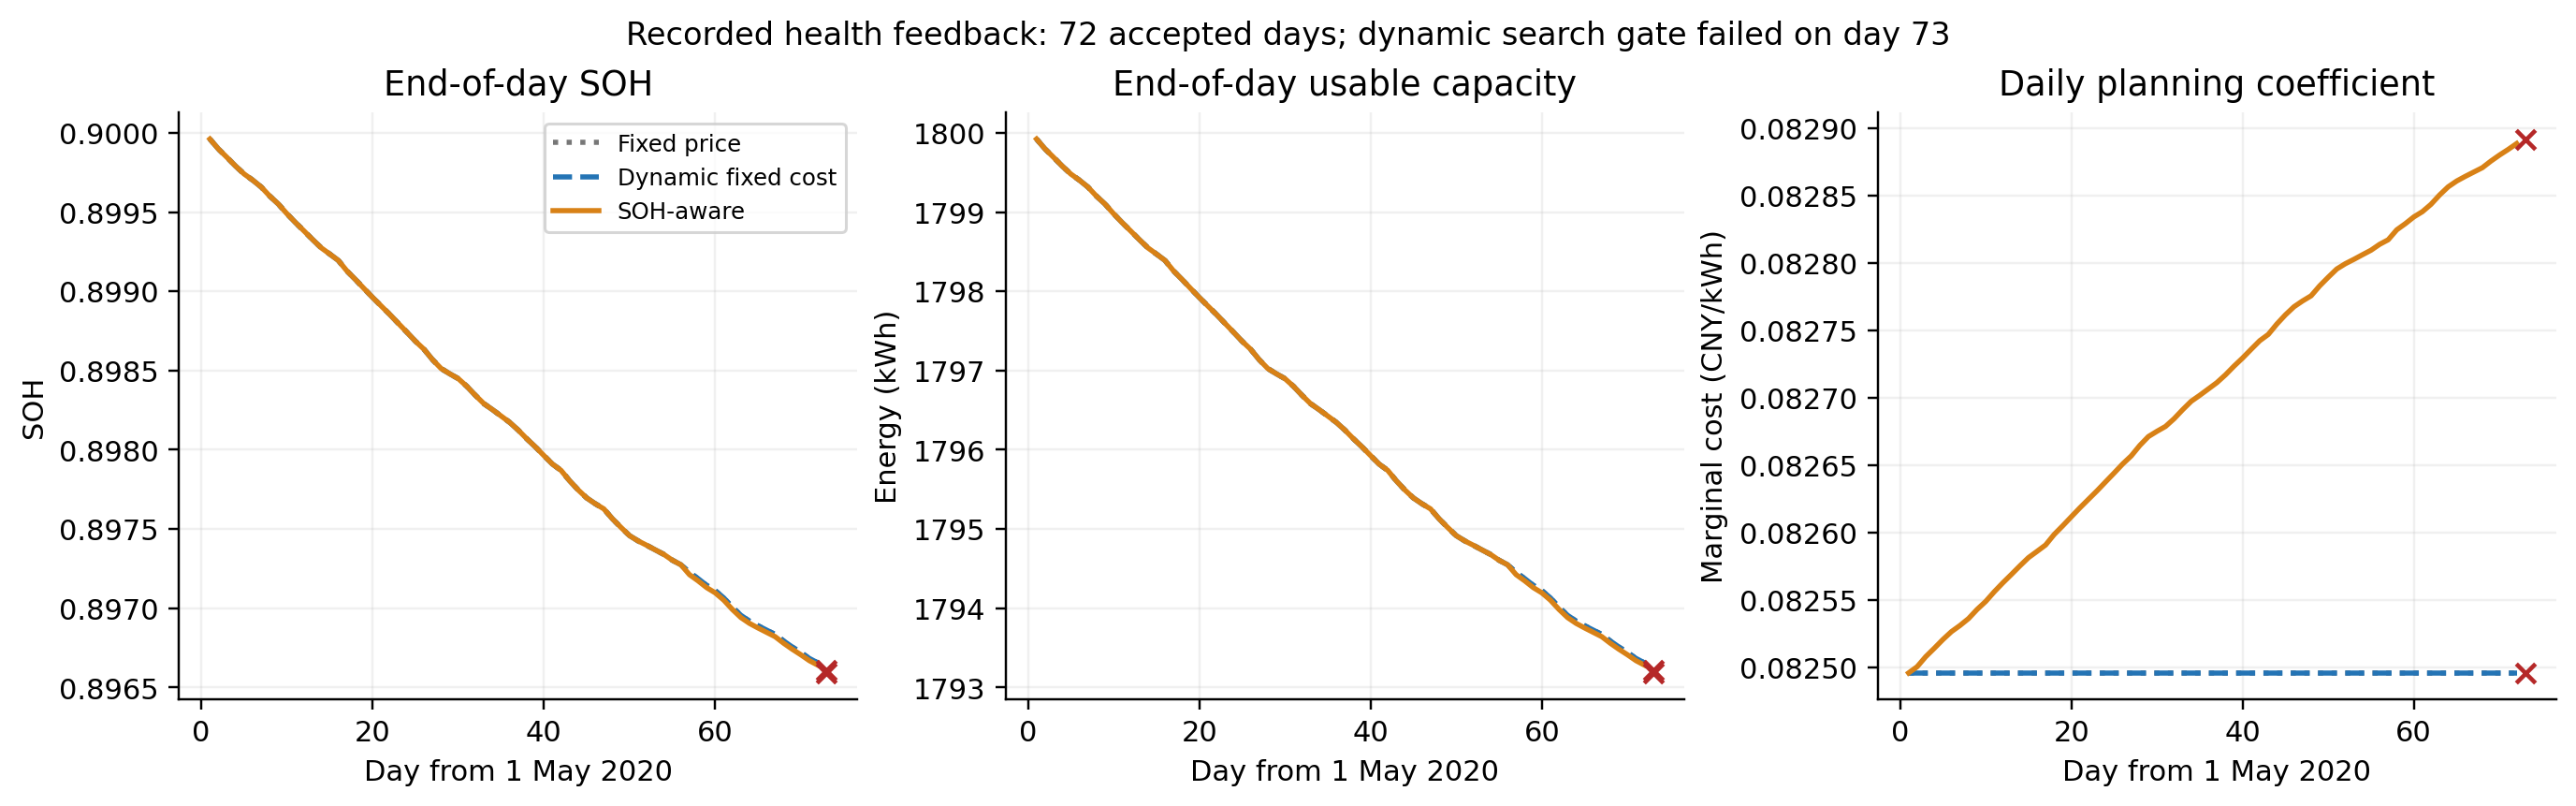 Recorded health feedback: 72 accepted days; dynamic search gate failed on day 73
End-of-day SOH
SOH
0.9000
0.8995
0.8990
0.8985
0.8980
0.8975
0.8970
0.8965
0
20
40
60
Day from 1 May 2020
Fixed price
Dynamic fixed cost
SOH-aware
End-of-day usable capacity
Energy (kWh)
1800
1799
1798
1797
1796
1795
1794
1793
0
20
40
60
Day from 1 May 2020
Daily planning coefficient
Marginal cost (CNY/kWh)
0.08290
0.08285
0.08280
0.08275
0.08270
0.08265
0.08260
0.08255
0.08250
0
20
40
60
Day from 1 May 2020